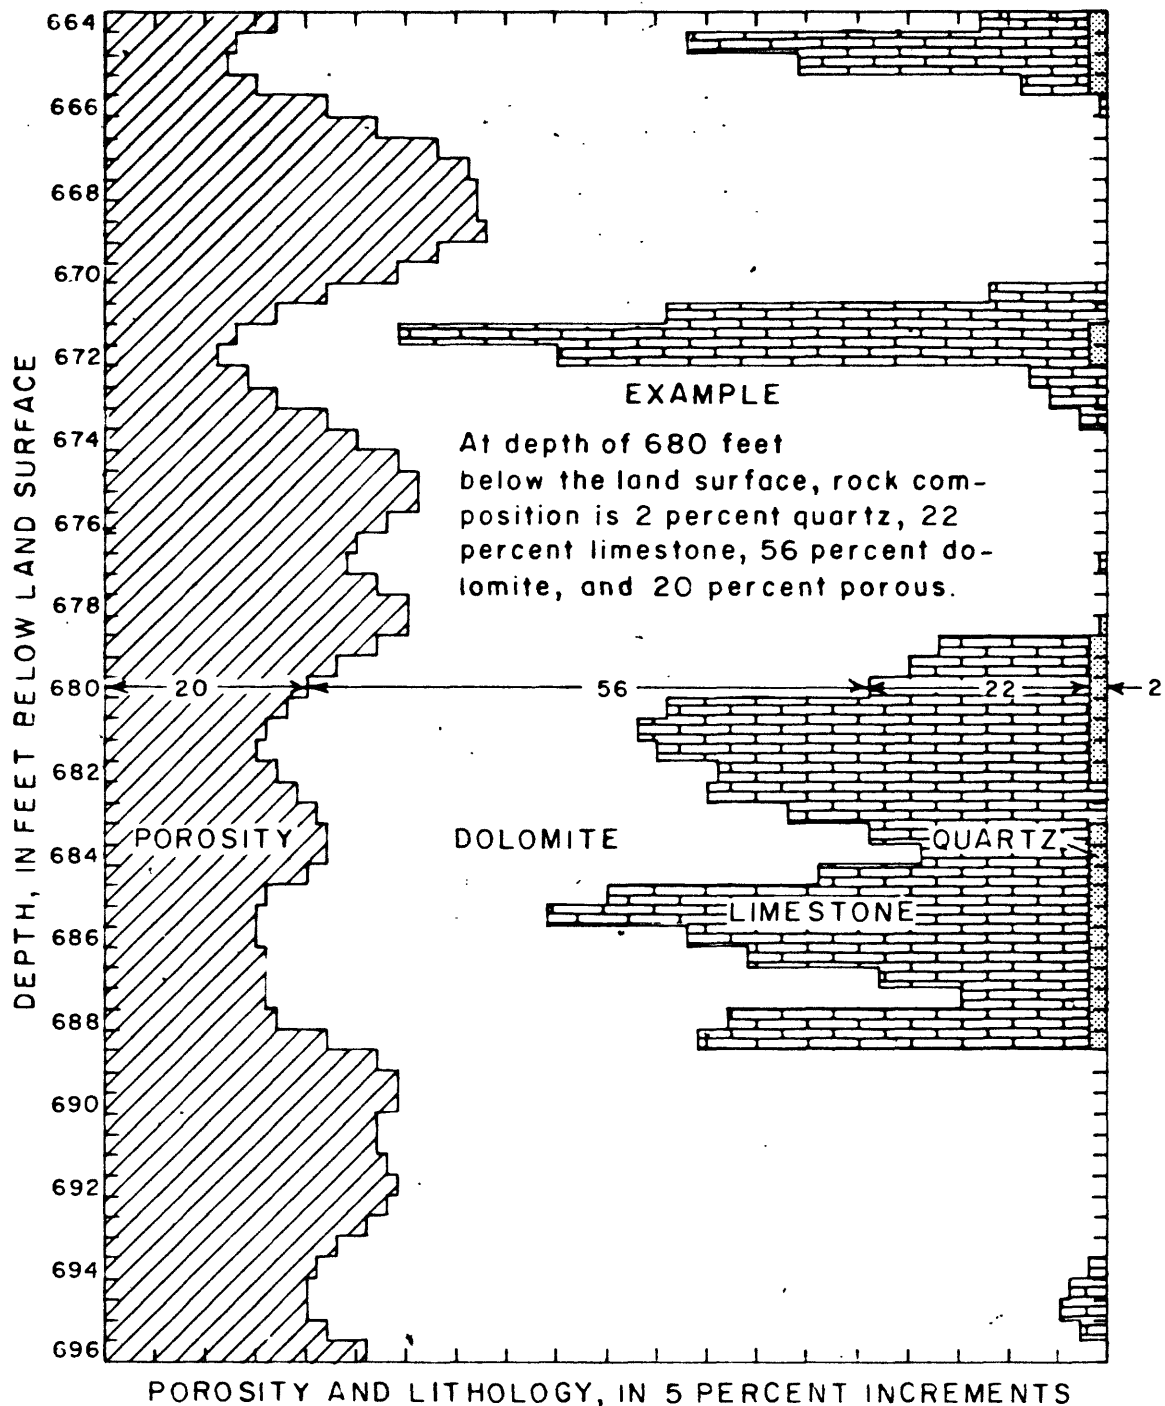 DEPTH, IN FEET BELOW LAND SURFACE
664
666
668
670
672
674
676
678
680
682
684
686
688
690
692
694
696
EXAMPLE
At depth of 680 feet
below the land surface, rock com-
position is 2 percent quartz, 22
percent limestone, 56 percent do-
lomite, and 20 percent porous.
20
56
22
2
POROSITY
DOLOMITE
QUARTZ
LIMESTONE
POROSITY AND LITHOLOGY, IN 5 PERCENT INCREMENTS